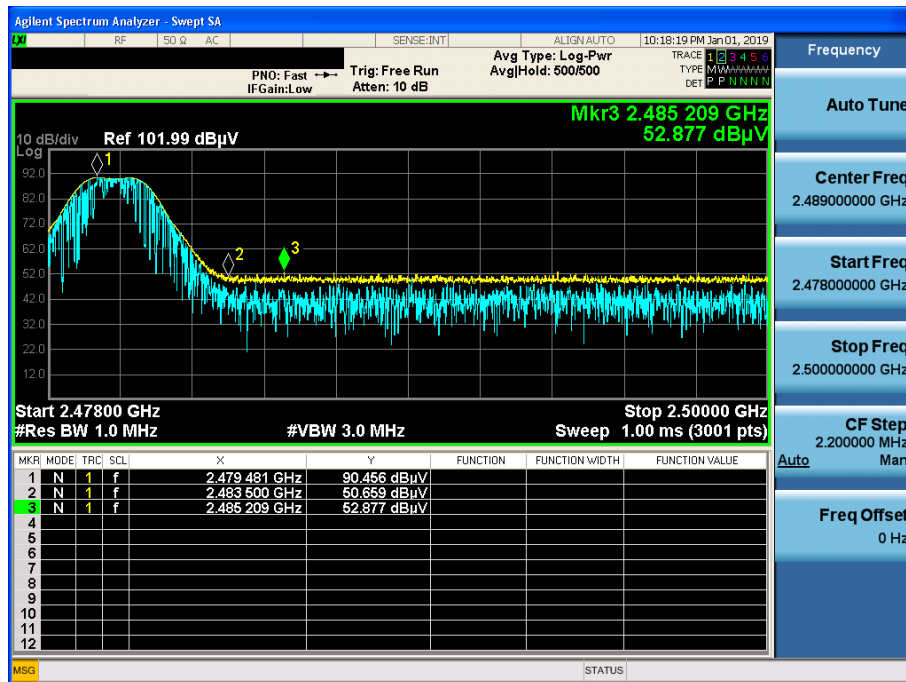 Agilent Spectrum Analyzer - Swept SA
LXI RF 50 Ω AC SENSE:INT ALIGN AUTO 10:18:19 PM Jan 01, 2019
PNO: Fast Trig: Free Run Avg Type: Log-Pwr TRACE 1 2 3 4 5 6
IFGain:Low Atten: 10 dB Avg|Hold: 500/500 TYPE M W
DET P P N N N N
Mkr3 2.485 209 GHz
52.877 dBµV
10 dB/div Ref 101.99 dBµV
Log
92.0
82.0
72.0
62.0
52.0
42.0
32.0
22.0
12.0
1
2
3
Start 2.47800 GHz Stop 2.50000 GHz
#Res BW 1.0 MHz #VBW 3.0 MHz Sweep 1.00 ms (3001 pts)
MKR MODE TRC SCL X Y FUNCTION FUNCTION WIDTH FUNCTION VALUE
1 N 1 f 2.479 481 GHz 90.456 dBµV
2 N 1 f 2.483 500 GHz 50.659 dBµV
3 N 1 f 2.485 209 GHz 52.877 dBµV
4
5
6
7
8
9
10
11
12
MSG STATUS
Frequency
Auto Tune
Center Freq
2.489000000 GHz
Start Freq
2.478000000 GHz
Stop Freq
2.500000000 GHz
CF Step
2.200000 MHz
Auto Man
Freq Offset
0 Hz